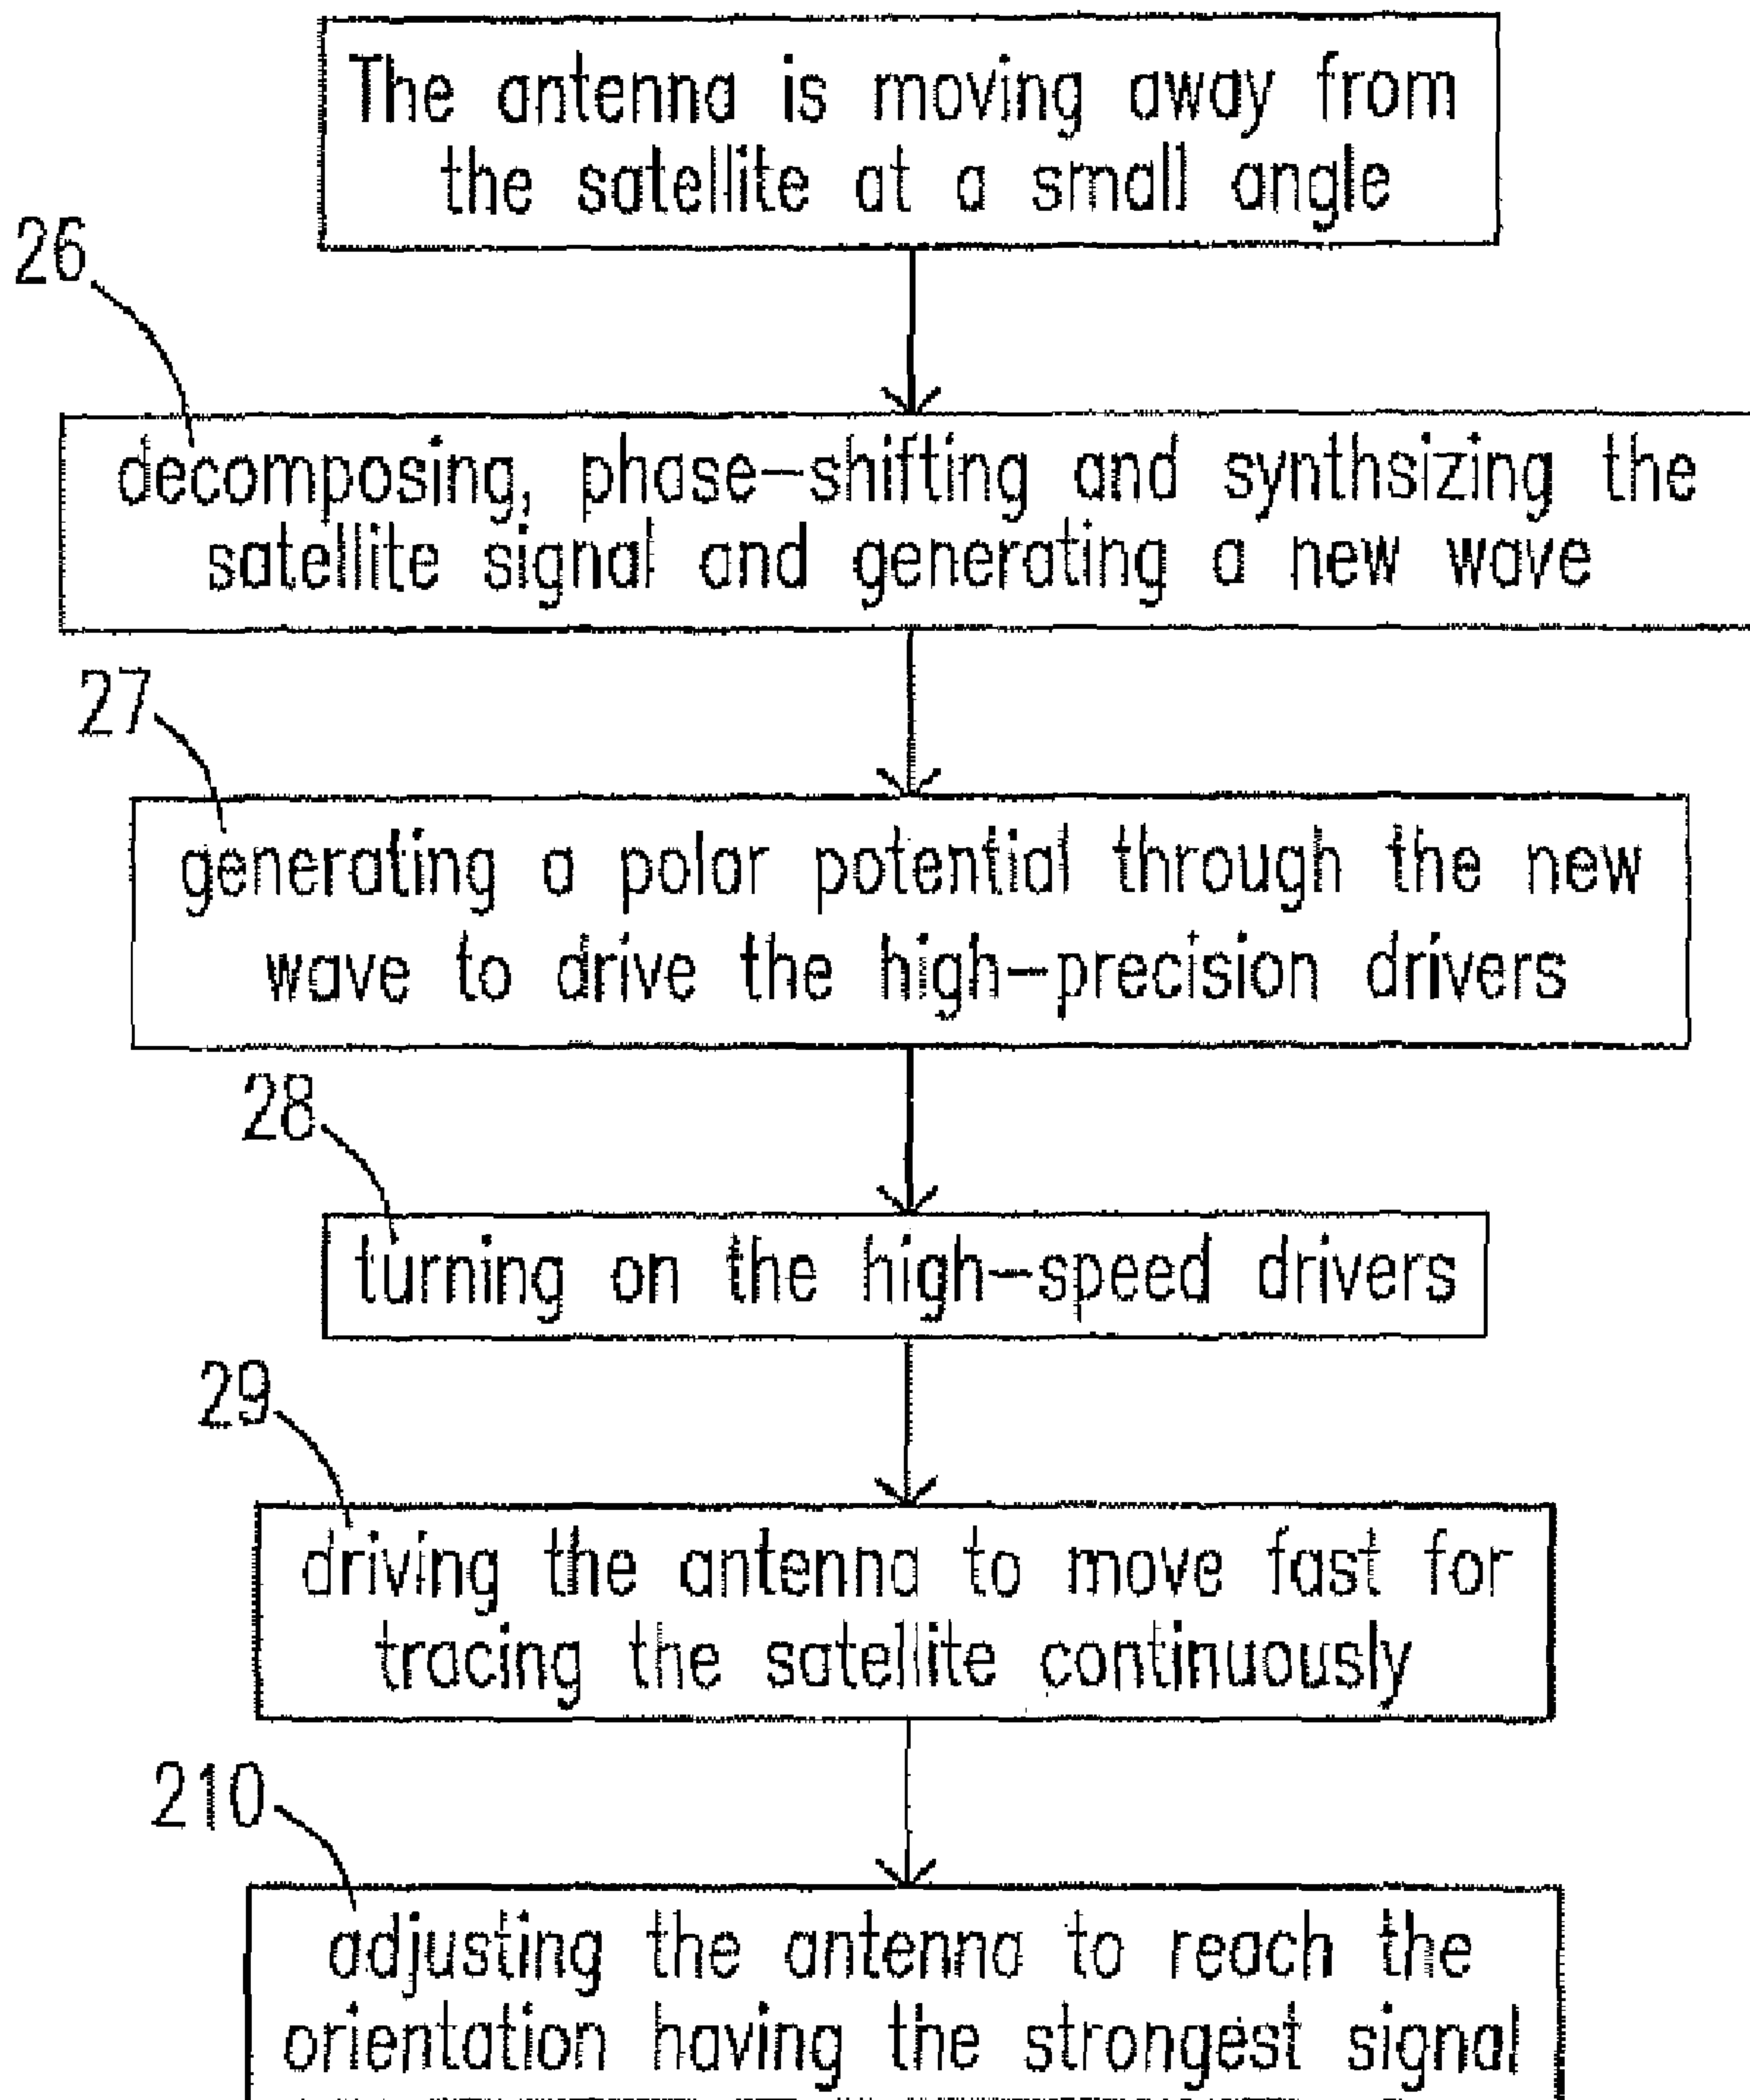 The antenna is moving away from
the satellite at a small angle
26
decomposing, phase-shifting and synthsizing the
satellite signal and generating a new wave
27
generating a polar potential through the new
wave to drive the high-precision drivers
28
turning on the high-speed drivers
29
driving the antenna to move fast for
tracing the satellite continuously
210
adjusting the antenna to reach the
orientation having the strongest signal